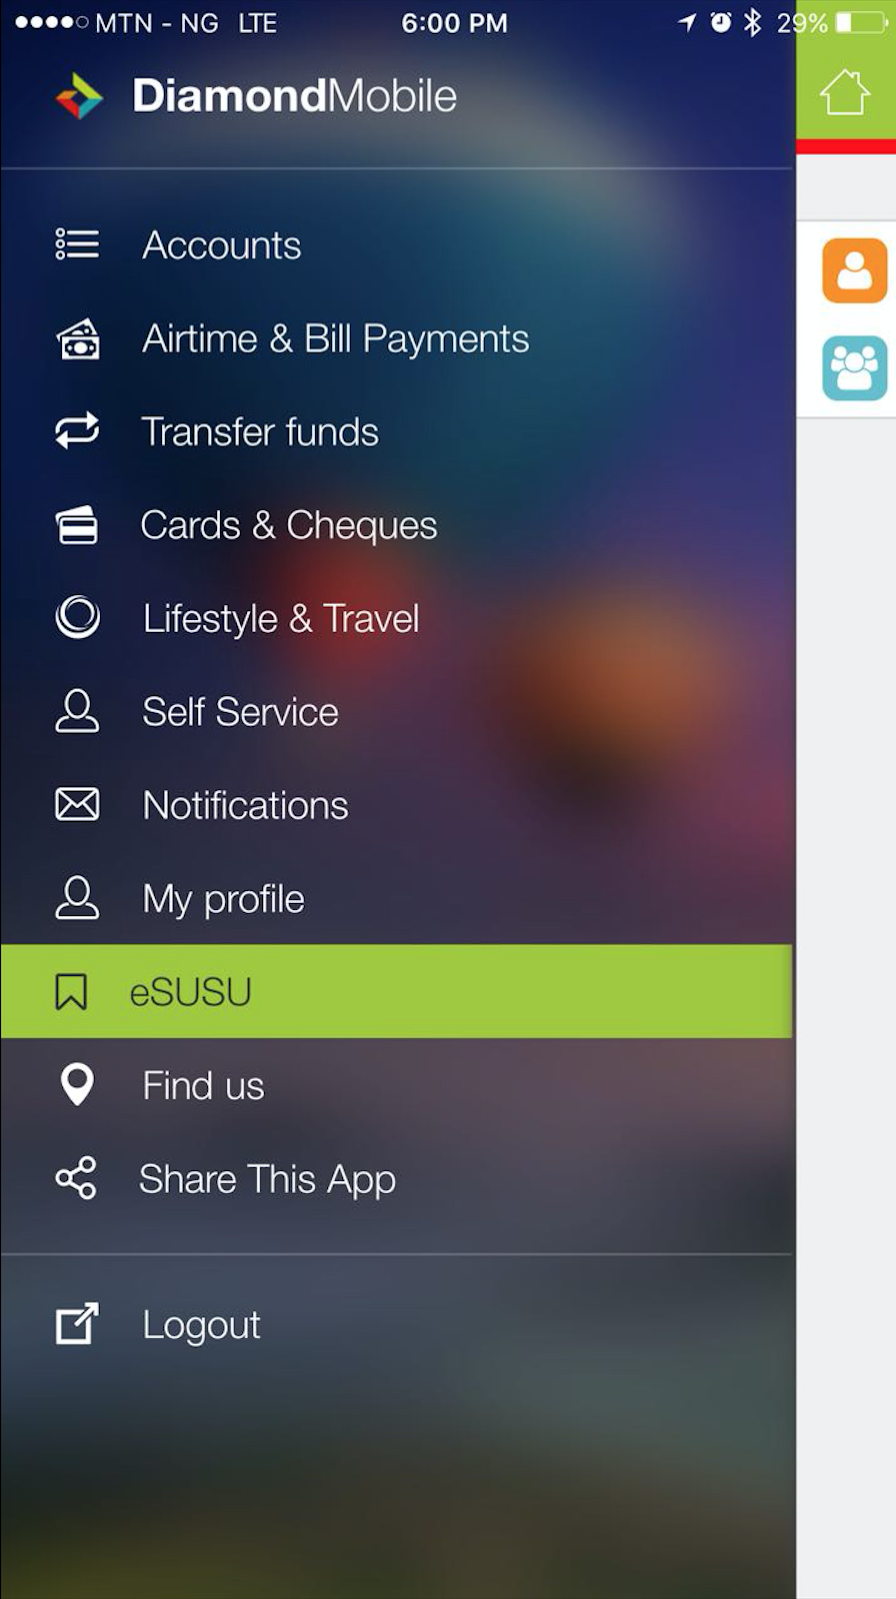 MTN - NG LTE 6:00 PM 29%
DiamondMobile
Accounts
Airtime & Bill Payments
Transfer funds
Cards & Cheques
Lifestyle & Travel
Self Service
Notifications
My profile
eSUSU
Find us
Share This App
Logout